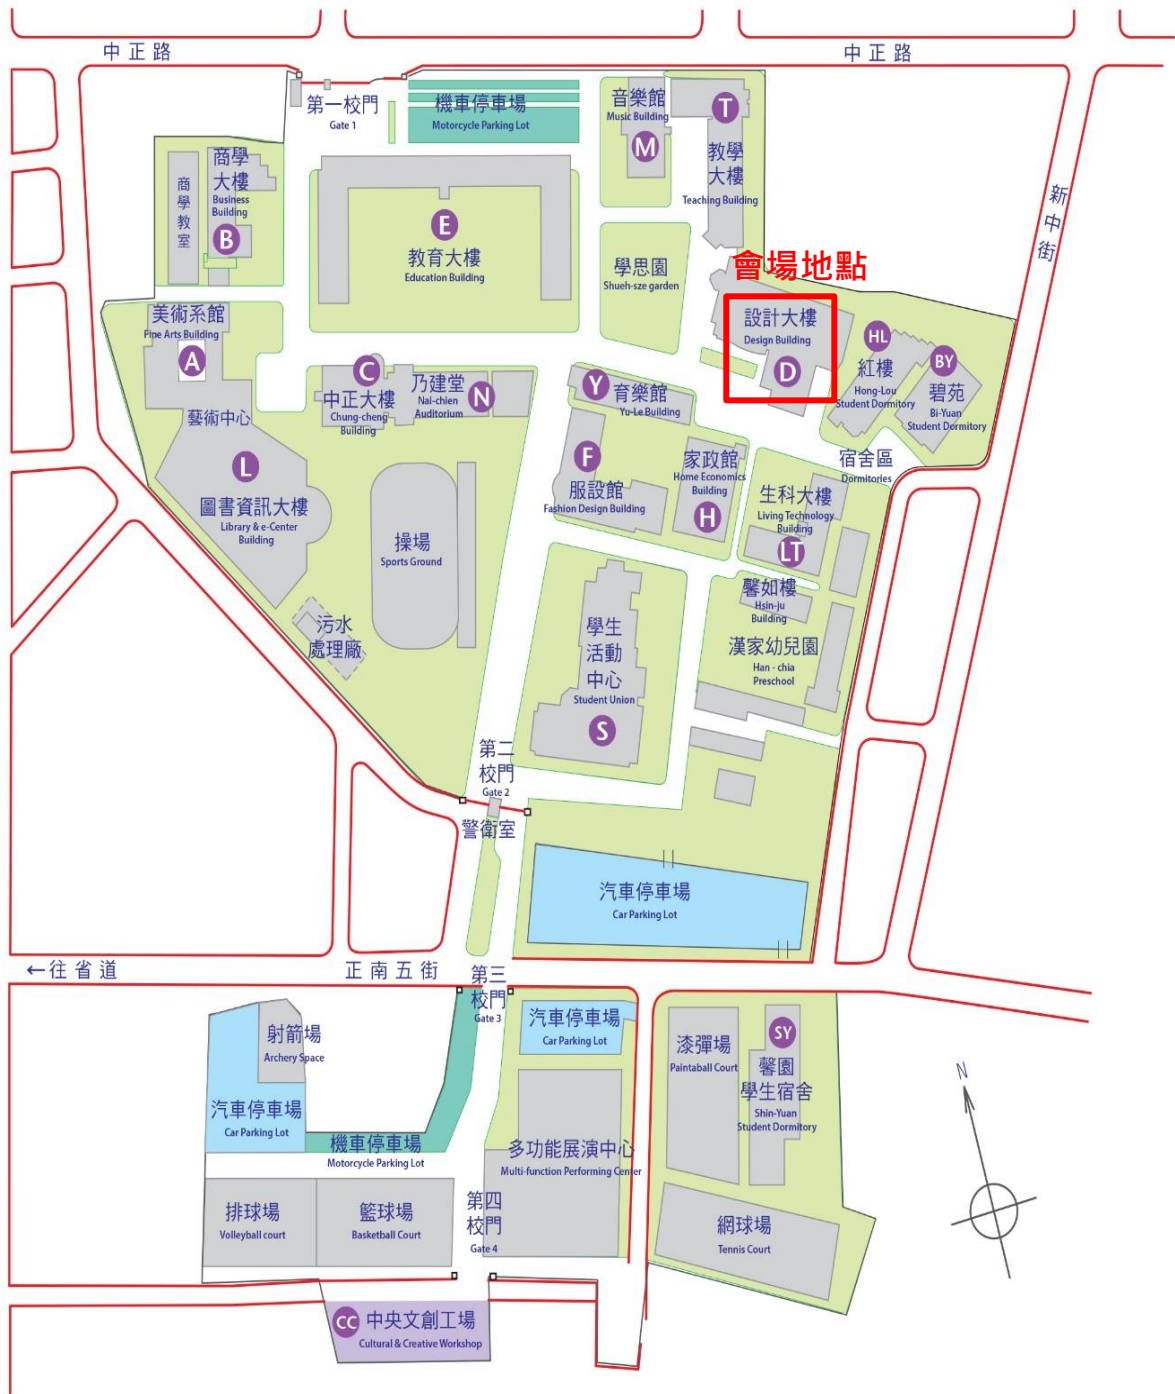 中正路
中正路
第一校門
Gate 1
機車停車場
Motorcycle Parking Lot
音樂館
Music Building
M
T
教學
大樓
Teaching Building
新中街
商學
大樓
Business
Building
B
商學教室
E
教育大樓
Education Building
學思園
Shueh-sze garden
會場地點
設計大樓
Design Building
D
HL
紅樓
Hong-Lou
Student Dormitory
BY
碧苑
Bi-Yuan
Student Dormitory
美術系館
Fine Arts Building
A
藝術中心
C
中正大樓
Chung-cheng
Building
乃建堂
Nai-chien
Auditorium
N
Y
育樂館
Yu-Le Building
宿舍區
Dormitories
L
圖書資訊大樓
Library & e-Center
Building
操場
Sports Ground
F
服設館
Fashion Design Building
家政館
Home Economics
Building
H
生科大樓
Living Technology
Building
LT
馨如樓
Hsin-ju
Building
污水
處理廠
學生
活動
中心
Student Union
S
漢家幼兒園
Han - chia
Preschool
第二
校門
Gate 2
警衛室
汽車停車場
Car Parking Lot
←往省道
正南五街
第三
校門
Gate 3
汽車停車場
Car Parking Lot
射箭場
Archery Space
汽車停車場
Car Parking Lot
機車停車場
Motorcycle Parking Lot
漆彈場
Paintaball Court
SY
馨園
學生宿舍
Shin-Yuan
Student Dormitory
N
多功能展演中心
Multi-function Performing Center
排球場
Volleyball court
籃球場
Basketball Court
第四
校門
Gate 4
網球場
Tennis Court
CC
中央文創工場
Cultural & Creative Workshop